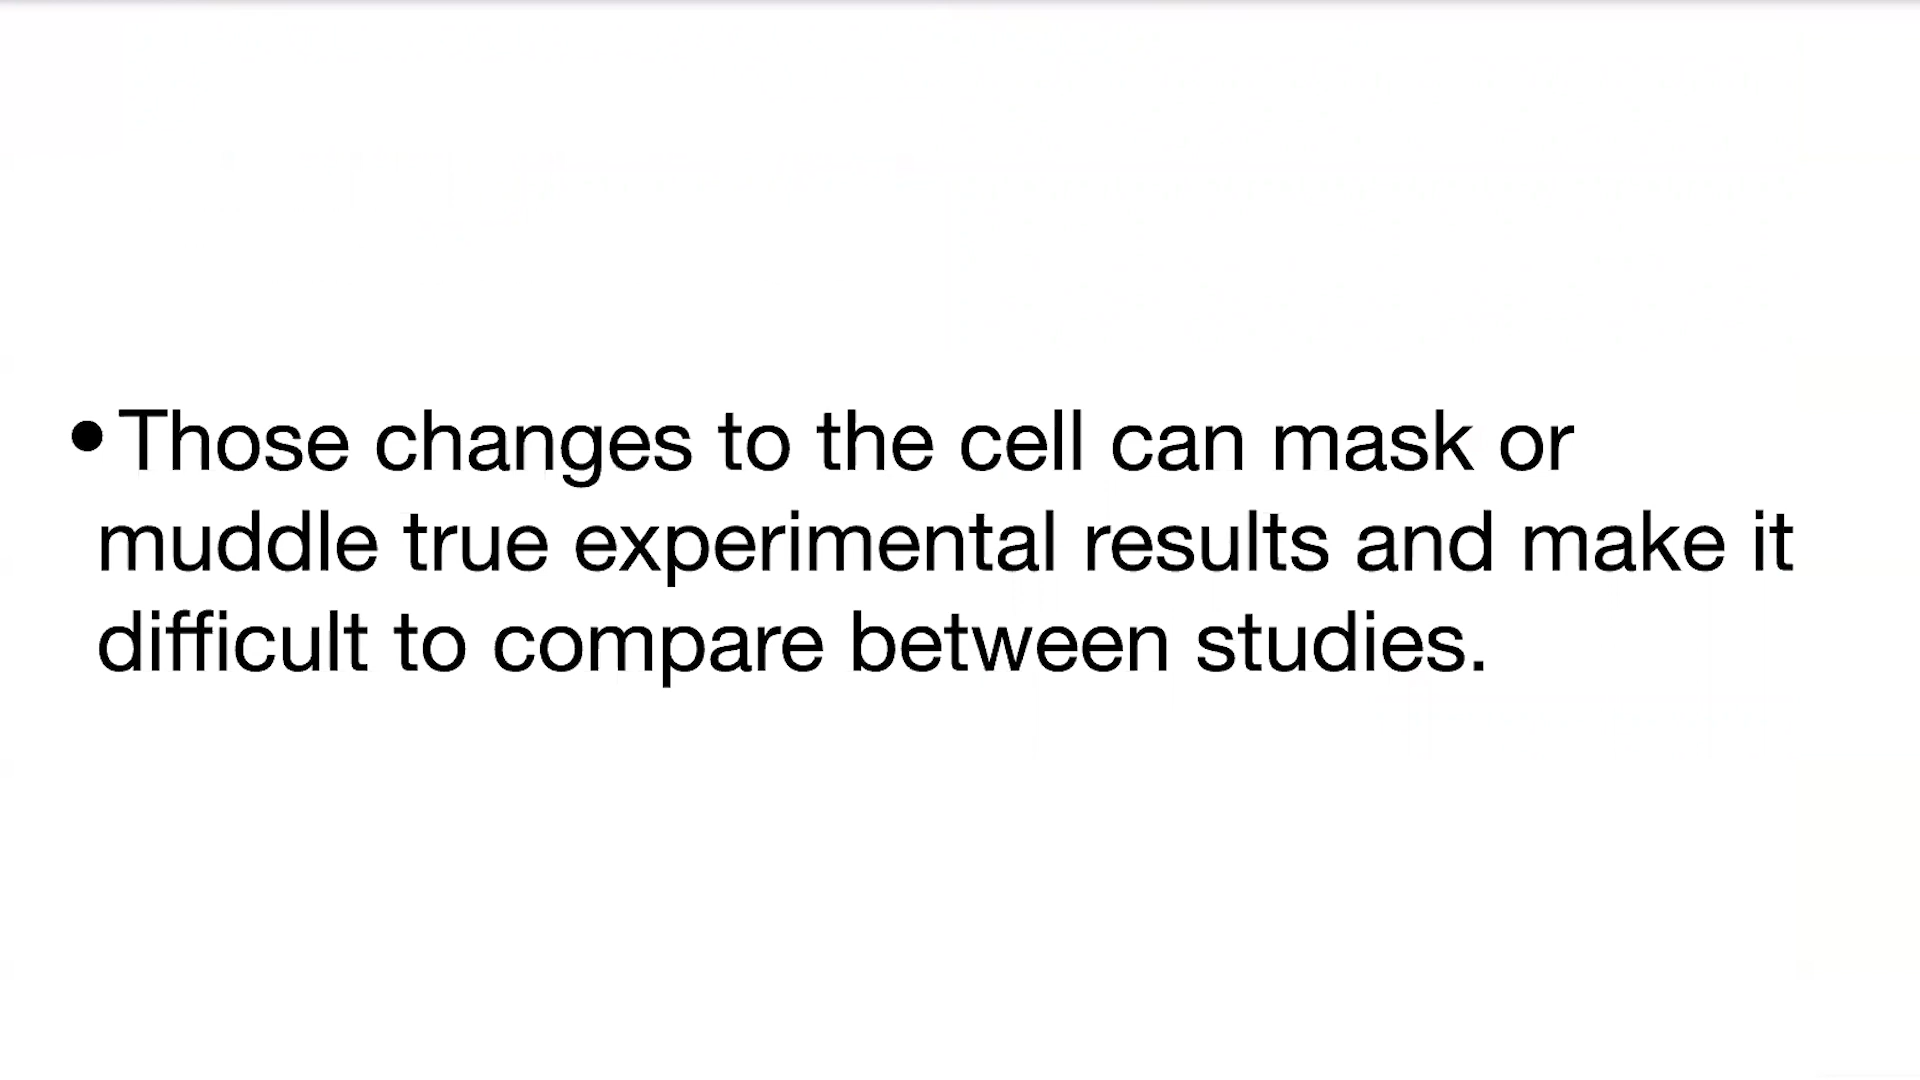 •Those changes to the cell can mask or
muddle true experimental results and make it
difficult to compare between studies.